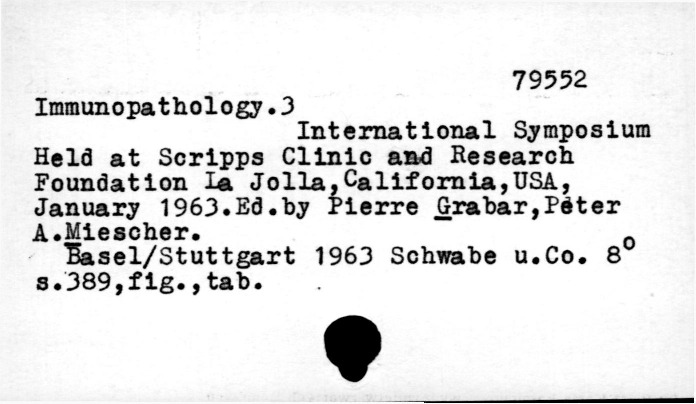 79552
Immunopathology.3
International Symposium
Held at Scripps Clinic and Research
Foundation La Jolla,California,USA,
January 1963.Ed.by Pierre Grabar,Peter
A.Miescher.
Basel/Stuttgart 1963 Schwabe u.Co. 8°
s.389,fig.,tab.